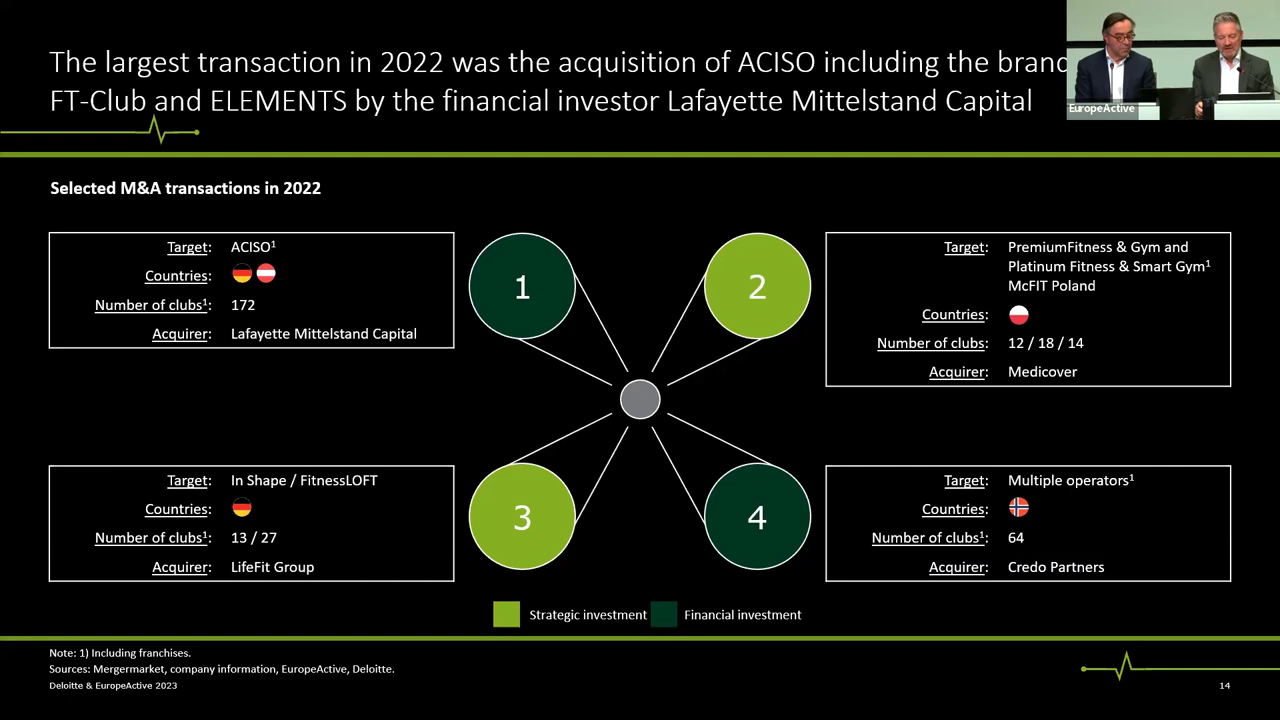 The largest transaction in 2022 was the acquisition of ACISO including the brand
FT-Club and ELEMENTS by the financial investor Lafayette Mittelstand Capital
EuropeActive
Selected M&A transactions in 2022
Target: ACISO¹
Countries:
Number of clubs¹: 172
Acquirer: Lafayette Mittelstand Capital
1
2
Target: PremiumFitness & Gym and
Platinum Fitness & Smart Gym¹
McFIT Poland
Countries:
Number of clubs: 12 / 18 / 14
Acquirer: Medicover
Target: In Shape / FitnessLOFT
Countries:
Number of clubs¹: 13 / 27
Acquirer: LifeFit Group
3
4
Target: Multiple operators¹
Countries:
Number of clubs¹: 64
Acquirer: Credo Partners
Strategic investment
Financial investment
Note: 1) Including franchises.
Sources: Mergermarket, company information, EuropeActive, Deloitte.
Deloitte & EuropeActive 2023
14